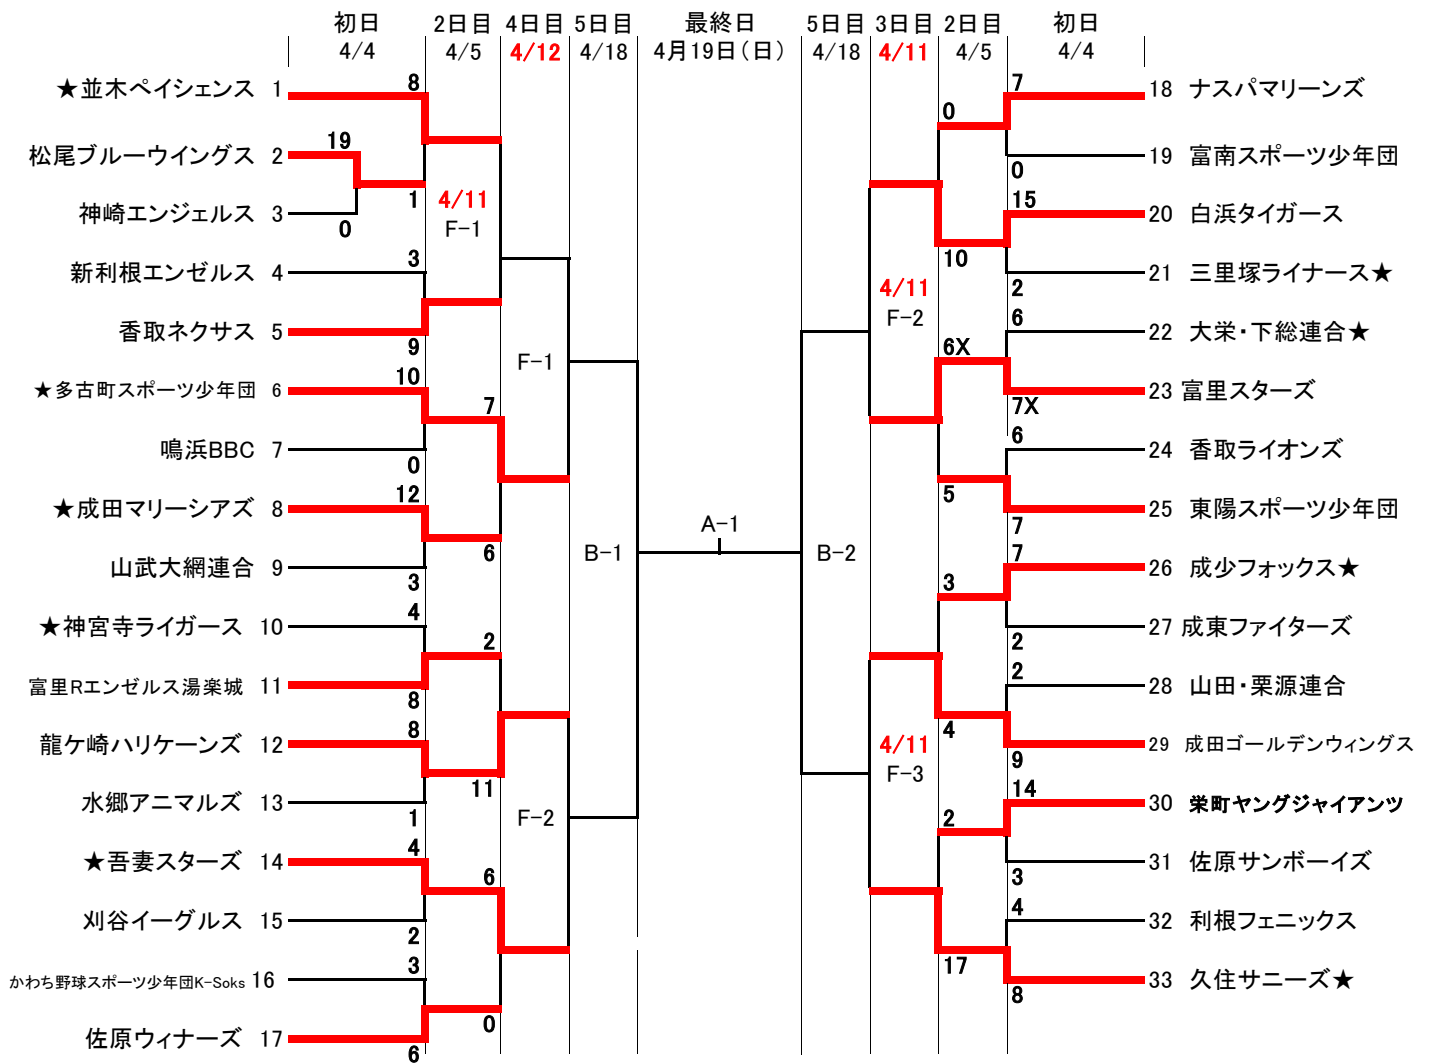 初日 2日目 4日目 5日目 最終日 5日目 3日目 2日目 初日
4/4 4/5 4/12 4/18 4月19日(日) 4/18 4/11 4/5 4/4
★並木ペイシェンス 1 8
松尾ブルーウイングス 2 19
神崎エンジェルス 3 0
1
4/11
F-1
新利根エンゼルス 4 3
香取ネクサス 5 9
★多古町スポーツ少年団 6 10
7
鳴浜BBC 7 0
★成田マリーシアズ 8 12
6
山武大網連合 9 3
★神宮寺ライガース 10 4
2
富里Rエンゼルス湯楽城 11 8
龍ケ崎ハリケーンズ 12 8
11
水郷アニマルズ 13 1
★吾妻スターズ 14 4
6
刈谷イーグルス 15 2
かわち野球スポーツ少年団K-Soks 16 3
0
佐原ウィナーズ 17 6
F-1
F-2
B-1
A-1
B-2
7 18 ナスパマリーンズ
0
0 19 富南スポーツ少年団
15 20 白浜タイガース
10
2 21 三里塚ライナース★
4/11
F-2
6 22 大栄・下総連合★
6X
7X 23 富里スターズ
6 24 香取ライオンズ
5
7 25 東陽スポーツ少年団
7 26 成少フォックス★
3
2 27 成東ファイターズ
2 28 山田・栗源連合
4
9 29 成田ゴールデンウィングス
4/11
F-3
14 30 栄町ヤングジャイアンツ
2
3 31 佐原サンボーイズ
4 32 利根フェニックス
17
8 33 久住サニーズ★